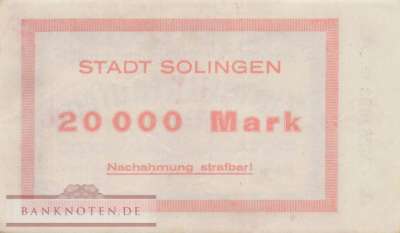 STADT SOLINGEN
20000 Mark
Nachahmung strafbar!
BANKNOTEN.DE